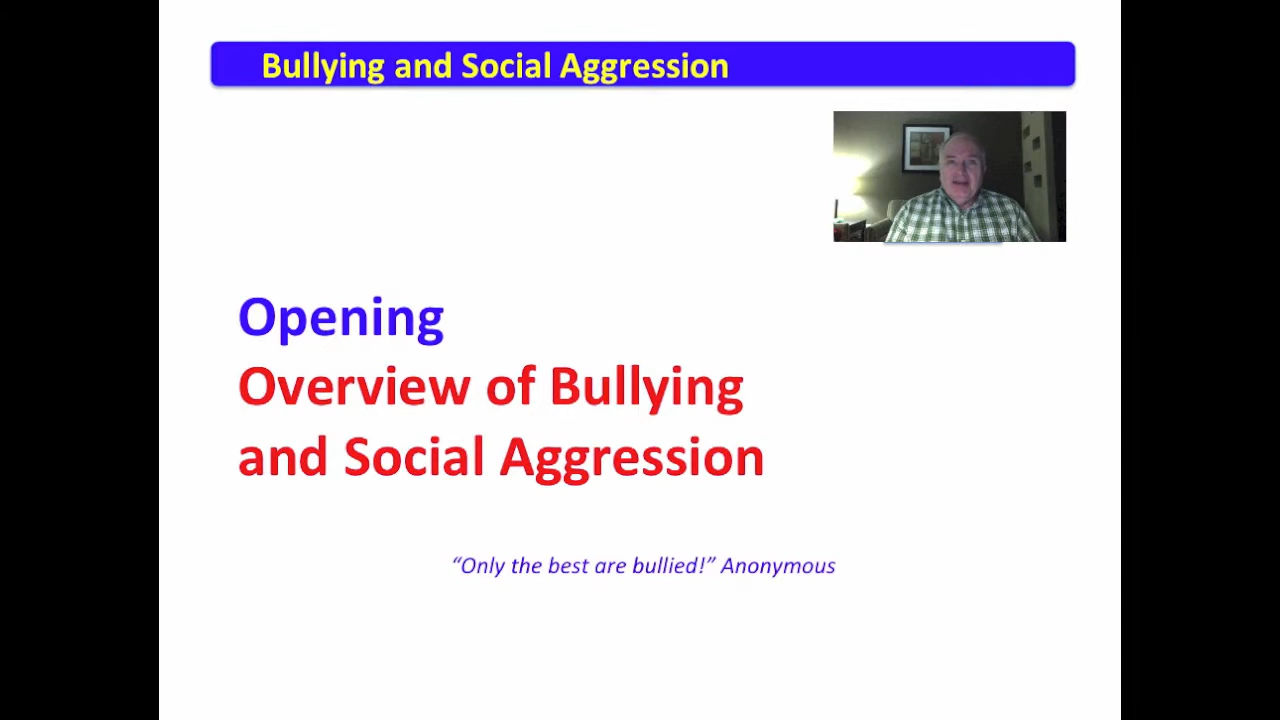 Bullying and Social Aggression
Opening
Overview of Bullying
and Social Aggression
“Only the best are bullied!” Anonymous